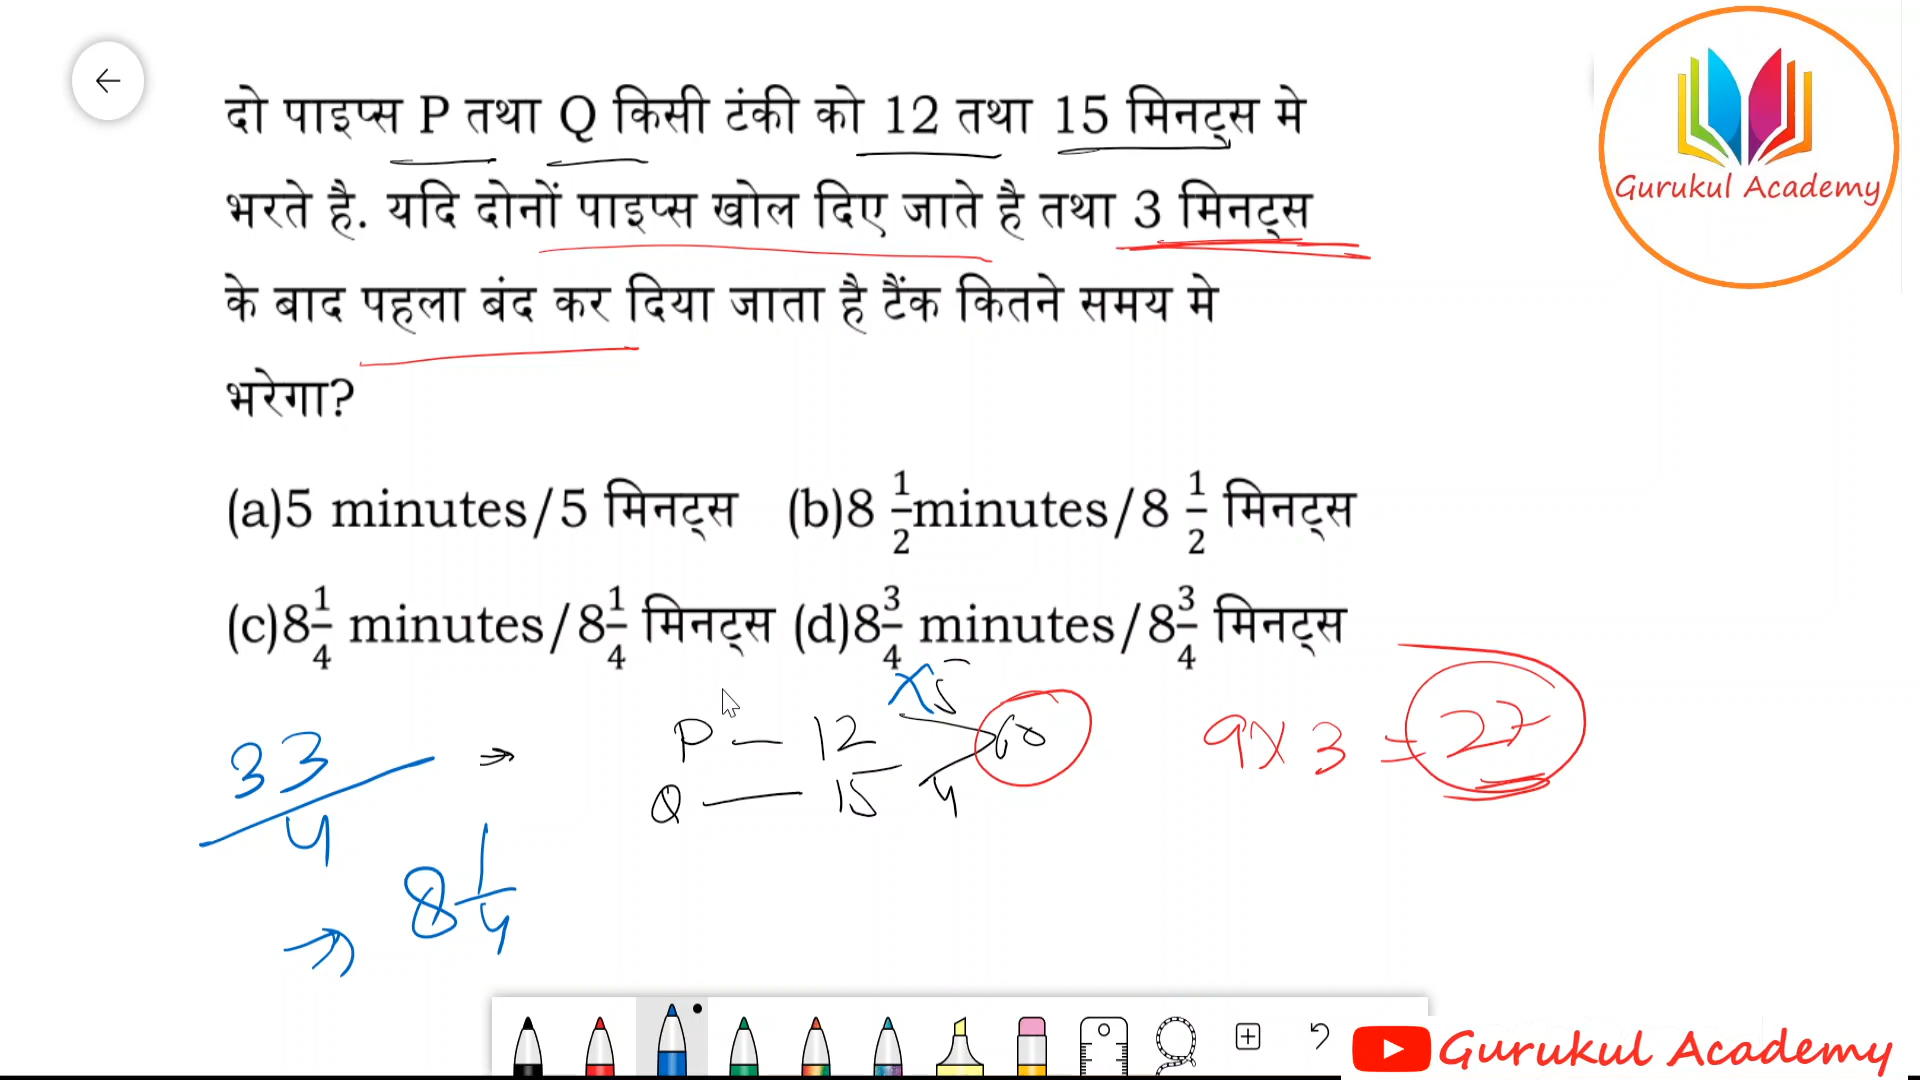 दो पाइप्स P तथा Q किसी टंकी को 12 तथा 15 मिनट्स मे
भरते है. यदि दोनों पाइप्स खोल दिए जाते है तथा 3 मिनट्स
के बाद पहला बंद कर दिया जाता है टैंक कितने समय मे
भरेगा?
(a)5 minutes/5 मिनट्स (b)8 1/2minutes/8 1/2 मिनट्स
(c)8 1/4 minutes/8 1/4 मिनट्स (d)8 3/4 minutes/8 3/4 मिनट्स
Gurukul Academy
33/4 ⇒
P — 12 x5 60
Q — 15 4
9 x 3 = 27
⇒ 8 1/4
Gurukul Academy